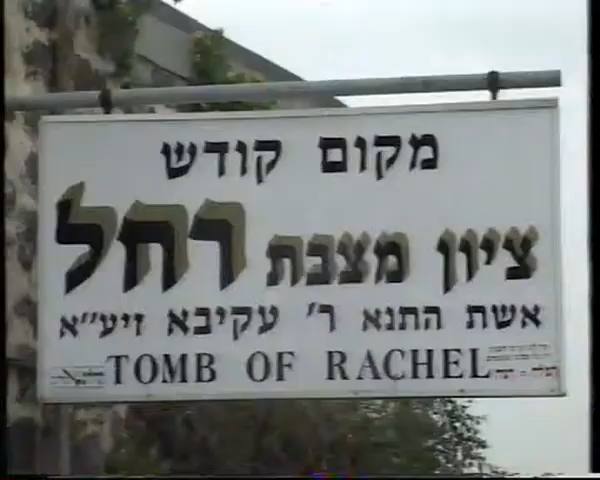 מקום קודש
ציון מצבת רחל
אשת התנא ר' עקיבא זיע"א
TOMB OF RACHEL